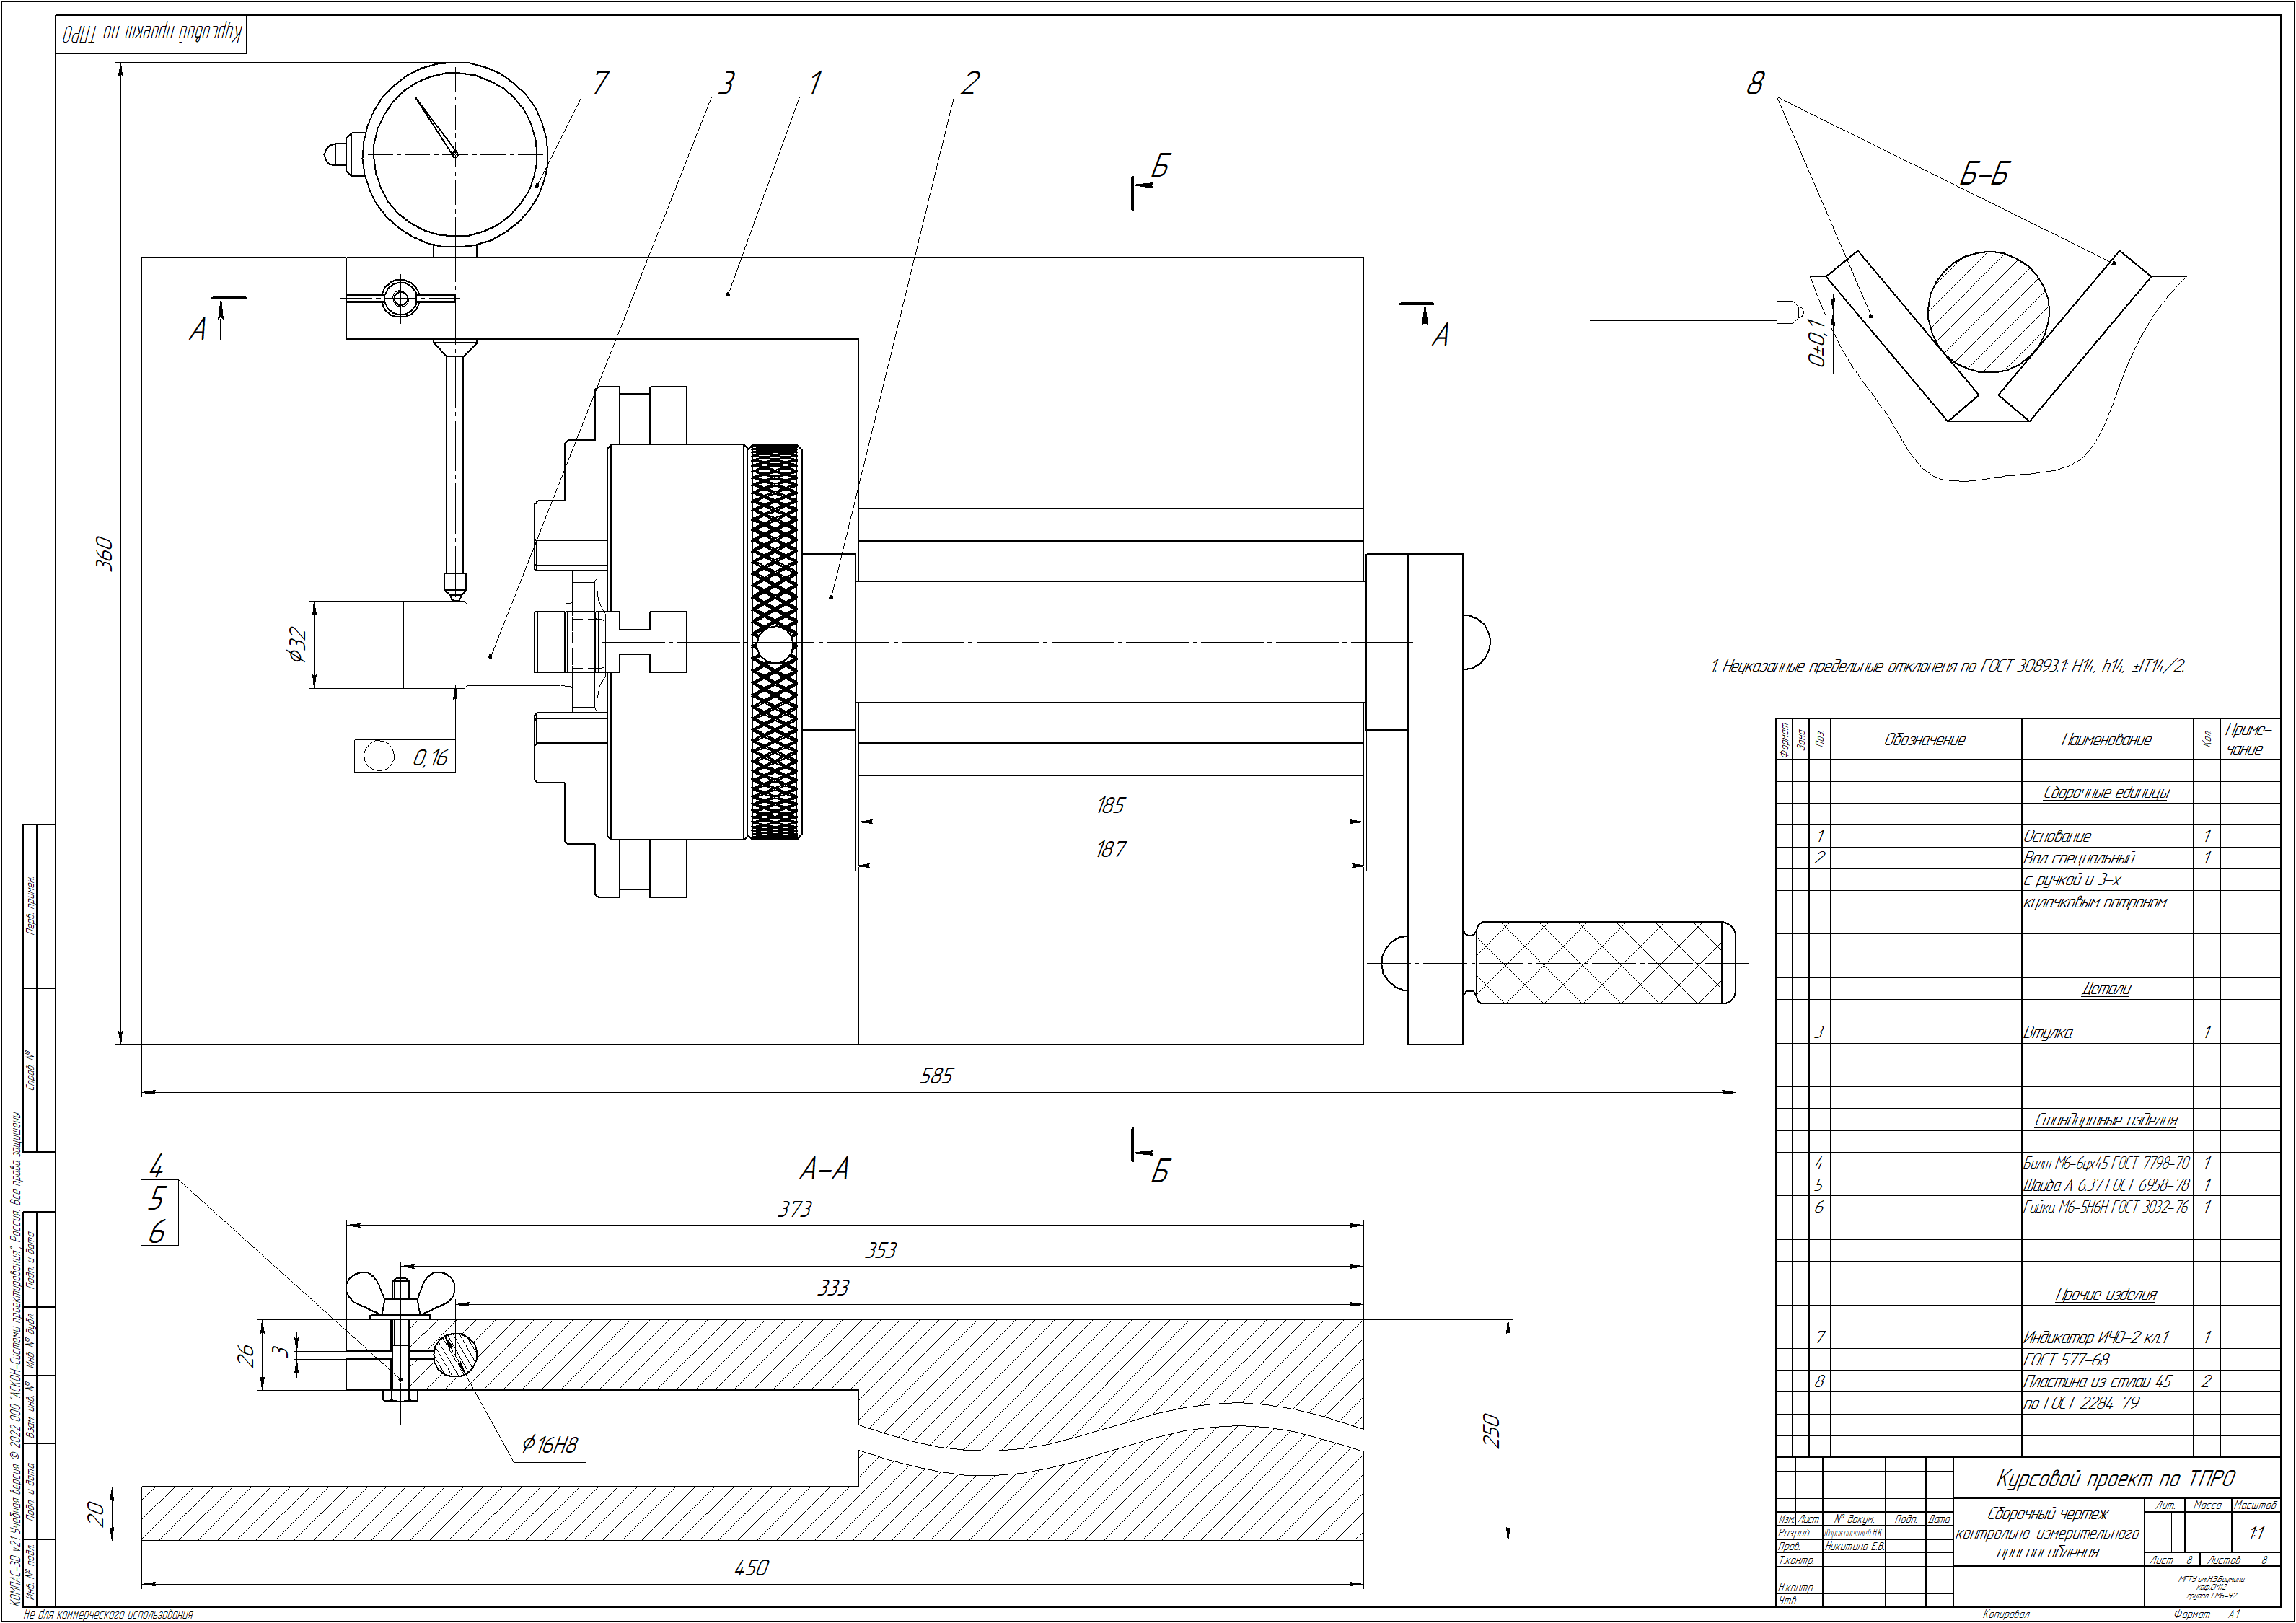 Курсовой проект по ТПРО
7
3
1
2
8
Б
Б-Б
А
А
0±0,1
360
⌀32
0,16
1. Неуказанные предельные отклоненя по ГОСТ 30893.1: H14, h14, ±IT14/2.
185
187
585
Б
А-А
4
5
6
373
353
333
26
3
⌀16H8
250
20
450
Формат
Зона
Поз.
Обозначение
Наименование
Кол.
Приме-
чание
Сборочные единицы
1 Основание 1
2 Вал специальный 1
с ручкой и 3-х
кулачковым патроном
Детали
3 Втулка 1
Стандартные изделия
4 Болт М6-6gx45 ГОСТ 7798-70 1
5 Шайба А 6.37 ГОСТ 6958-78 1
6 Гайка М6-5H6H ГОСТ 3032-76 1
Прочие изделия
7 Индикатор ИЧО-2 кл.1 1
ГОСТ 577-68
8 Пластина из стлаи 45 2
по ГОСТ 2284-79
Курсовой проект по ТПРО
Сборочный чертеж
контрольно-измерительного
приспособления
Лит. Масса Масштаб
1:1
Лист 8 Листов 8
МГТУ им.Н.Э.Баумана
каф.СМ12
группа СМ6-92
Изм. Лист № докум. Подп. Дата
Разраб. Широкопетлев Н.К.
Пров. Никитина Е.В.
Т.контр.
Н.контр.
Утв.
Копировал
Формат А1
Перв. примен.
Справ. №
Подп. и дата
Инв. № дубл.
Взам. инв. №
Подп. и дата
Инв. № подл.
КОМПАС-3D v21 Учебная версия © 2022 ООО "АСКОН-Системы проектирования", Россия. Все права защищены.
Не для коммерческого использования